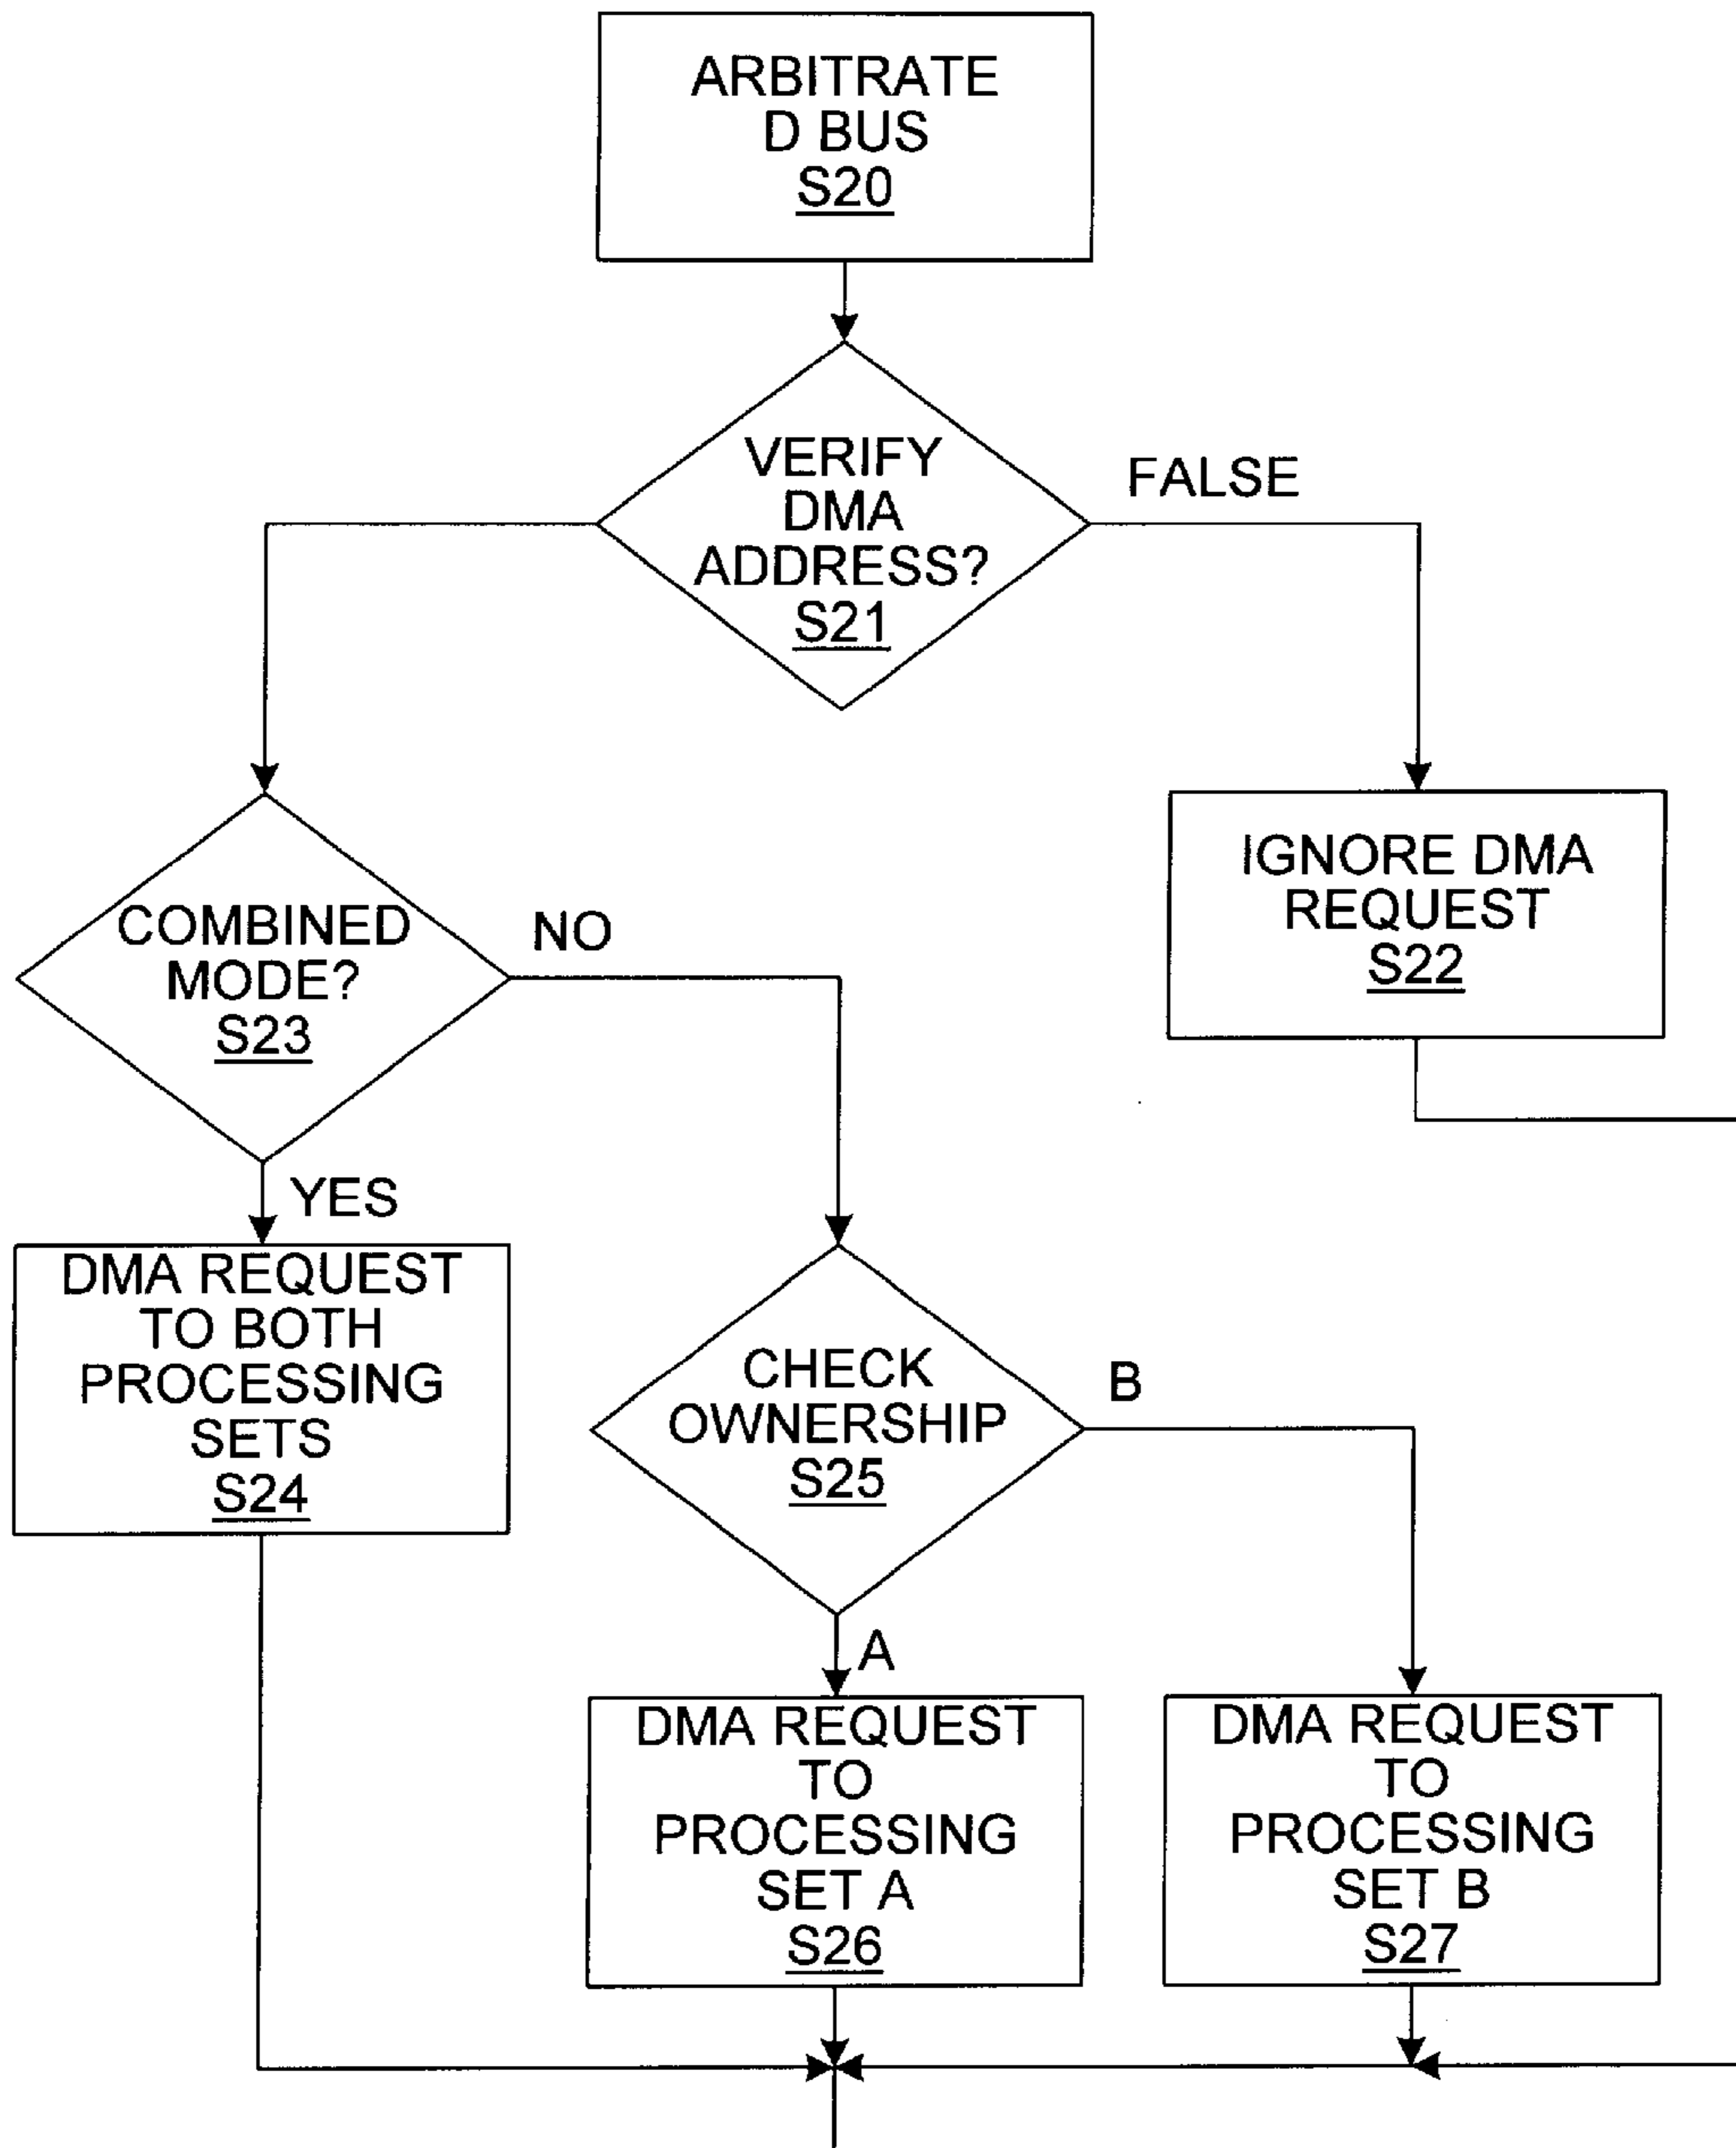 ARBITRATE
D BUS
S20
VERIFY
DMA
ADDRESS?
S21
FALSE
IGNORE DMA
REQUEST
S22
COMBINED
MODE?
S23
NO
YES
DMA REQUEST
TO BOTH
PROCESSING
SETS
S24
CHECK
OWNERSHIP
S25
B
A
DMA REQUEST
TO
PROCESSING
SET A
S26
DMA REQUEST
TO
PROCESSING
SET B
S27